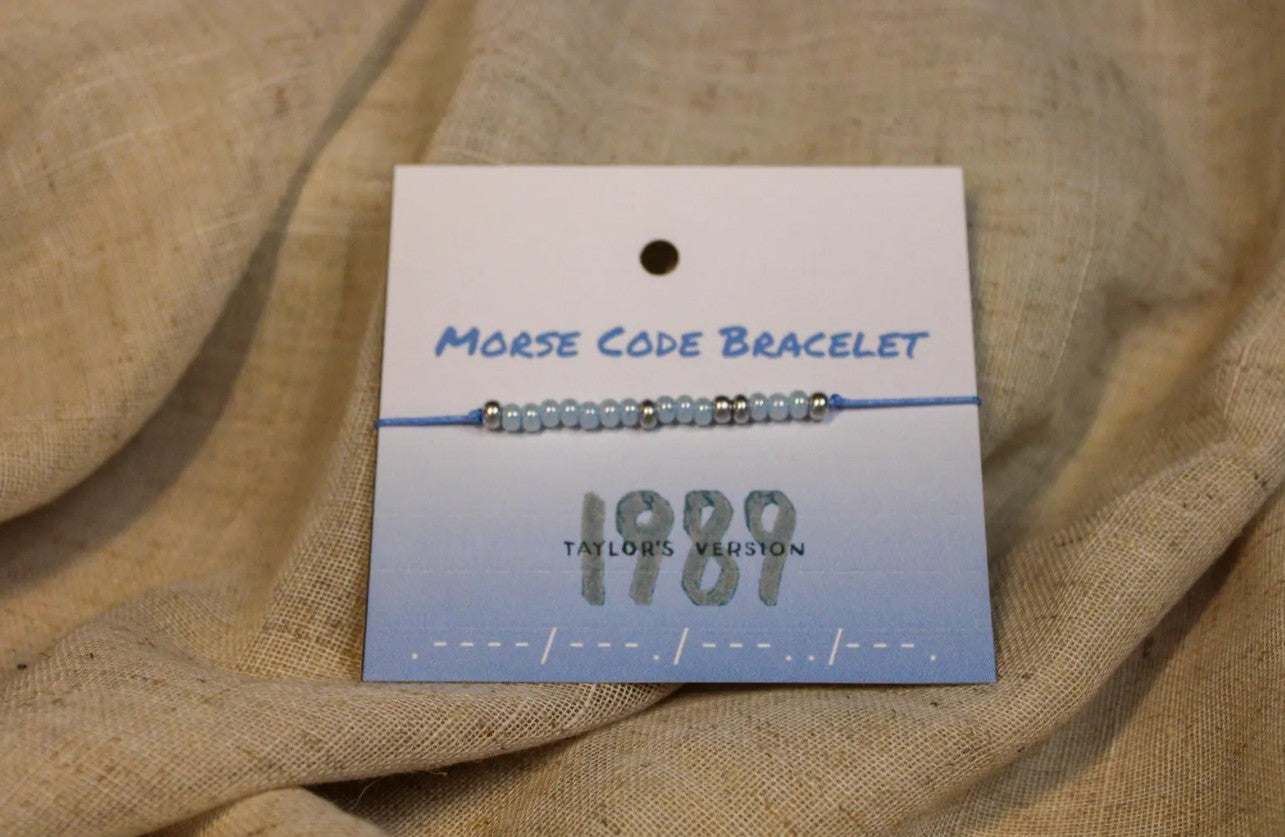 Morse Code Bracelet
1989
TAYLOR'S VERSION
.----/---./---../---.